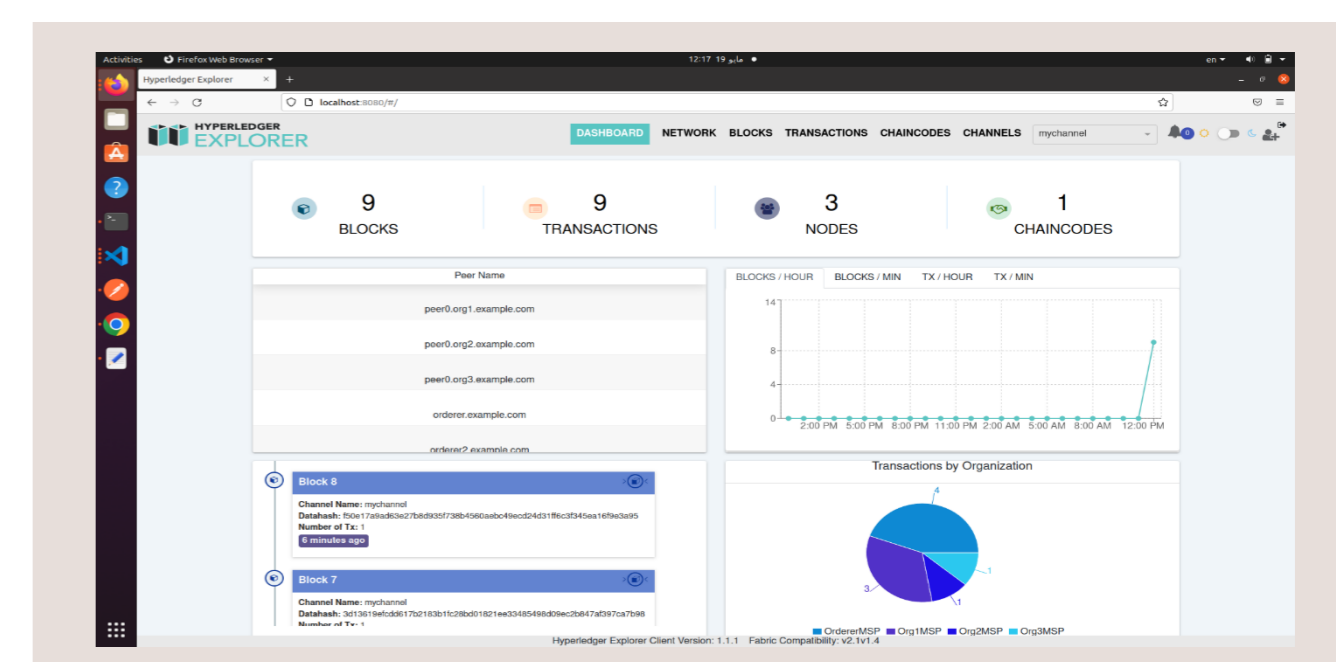 Activities Firefox Web Browser
12:17 19 مايو
en
Hyperledger Explorer × +
localhost:8080/#/
HYPERLEDGER
EXPLORER
DASHBOARD NETWORK BLOCKS TRANSACTIONS CHAINCODES CHANNELS mychannel 0
9
BLOCKS
9
TRANSACTIONS
3
NODES
1
CHAINCODES
Peer Name
peer0.org1.example.com
peer0.org2.example.com
peer0.org3.example.com
orderer.example.com
orderer2.example.com
BLOCKS / HOUR BLOCKS / MIN TX / HOUR TX / MIN
14
8
4
0
2:00 PM 5:00 PM 8:00 PM 11:00 PM 2:00 AM 5:00 AM 8:00 AM 12:00 PM
Block 8
Channel Name: mychannel
Datahash: f50e17a9ad63e27b8d935f738b4560aebc49ecd24d31ff6c3f345ea16f9e3a95
Number of Tx: 1
6 minutes ago
Block 7
Channel Name: mychannel
Datahash: 3d13619efcdd617b2183b1fc28bd01821ee33485498d09ec2b847af397ca7b98
Number of Tx: 1
Transactions by Organization
4
1
3
1
OrdererMSP Org1MSP Org2MSP Org3MSP
Hyperledger Explorer Client Version: 1.1.1 Fabric Compatibility: v2.1v1.4